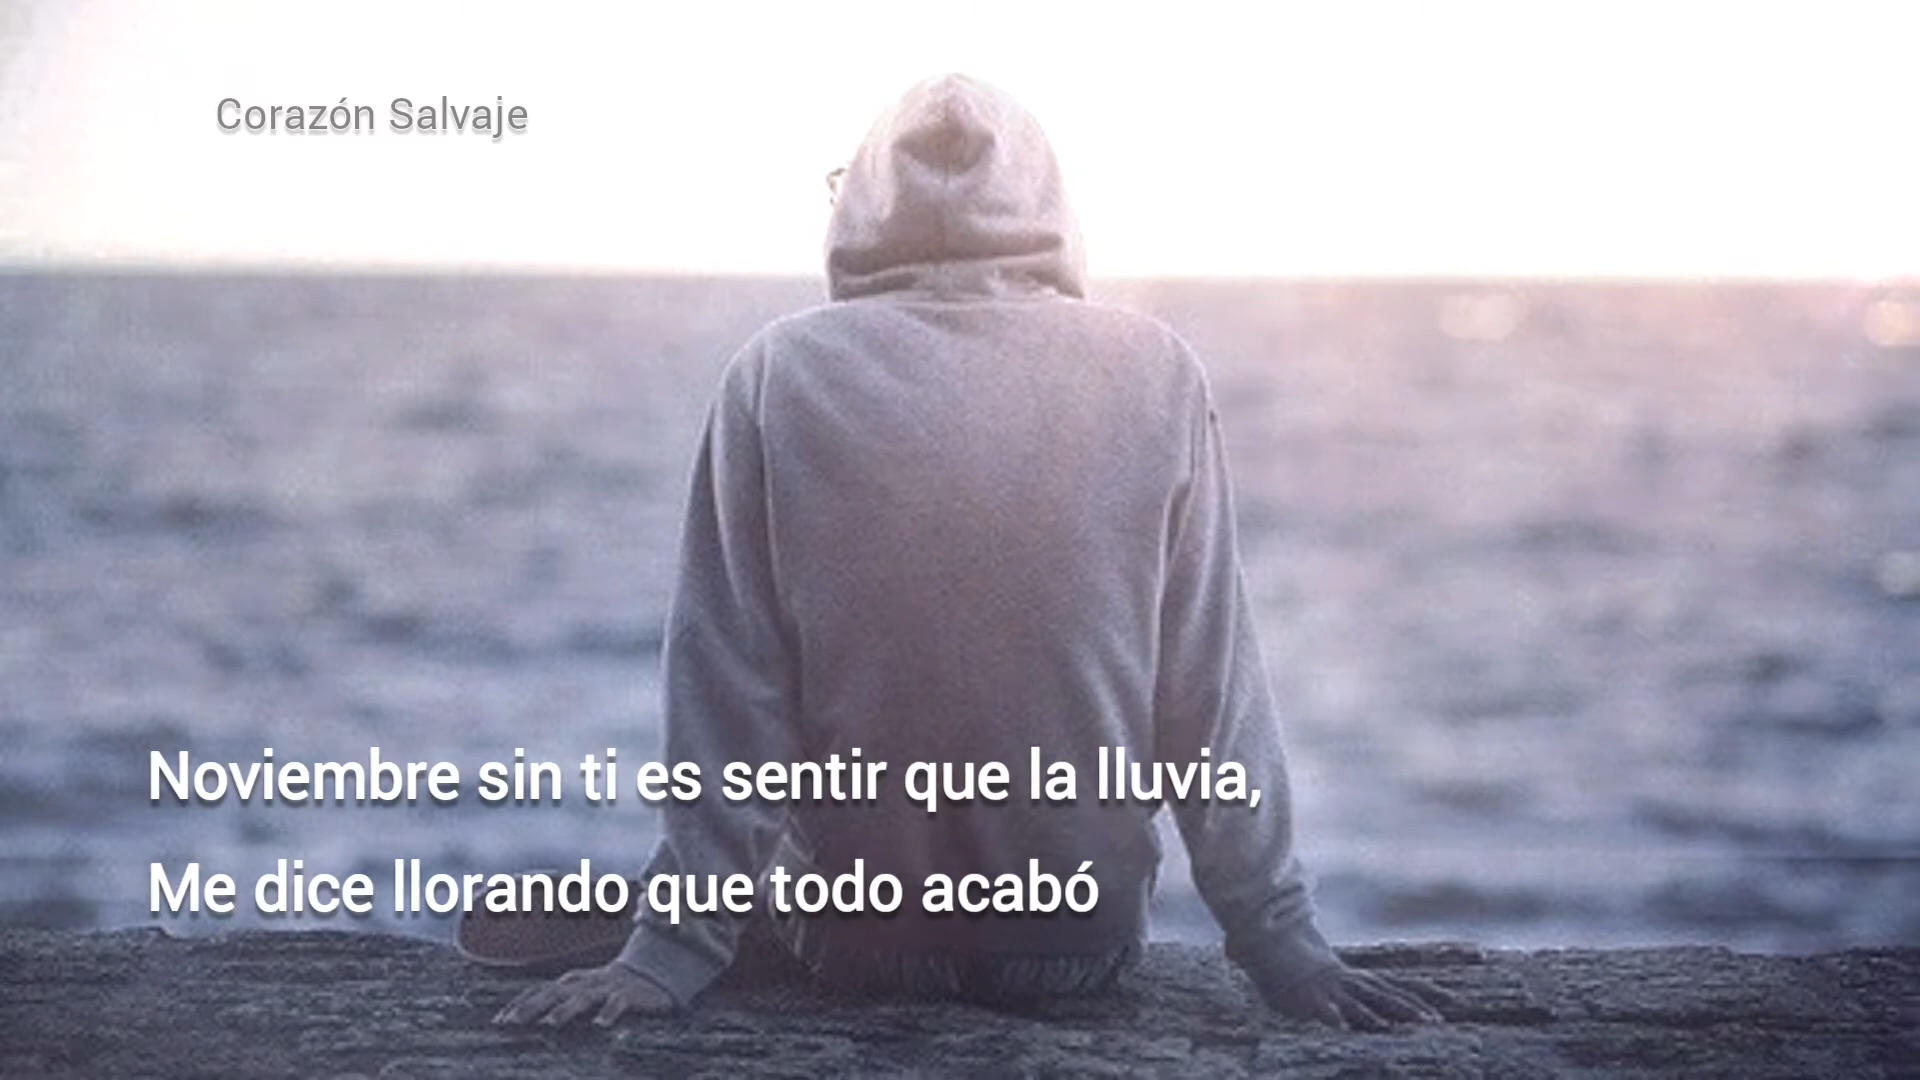 Corazón Salvaje
Noviembre sin ti es sentir que la lluvia,
Me dice llorando que todo acabó